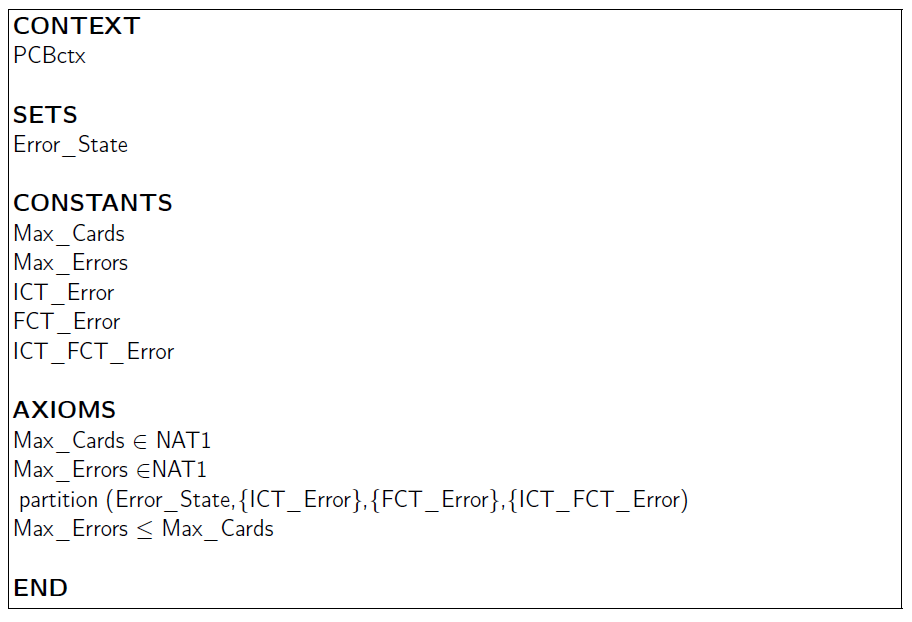 CONTEXT
PCBctx
SETS
Error_State
CONSTANTS
Max_Cards
Max_Errors
ICT_Error
FCT_Error
ICT_FCT_Error
AXIOMS
Max_Cards ∈ NAT1
Max_Errors ∈NAT1
partition (Error_State,{ICT_Error},{FCT_Error},{ICT_FCT_Error)
Max_Errors ≤ Max_Cards
END